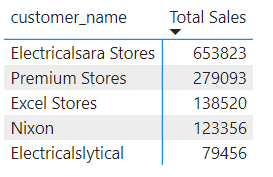 customer_name Total Sales
Electricalsara Stores 653823
Premium Stores 279093
Excel Stores 138520
Nixon 123356
Electricalslytical 79456